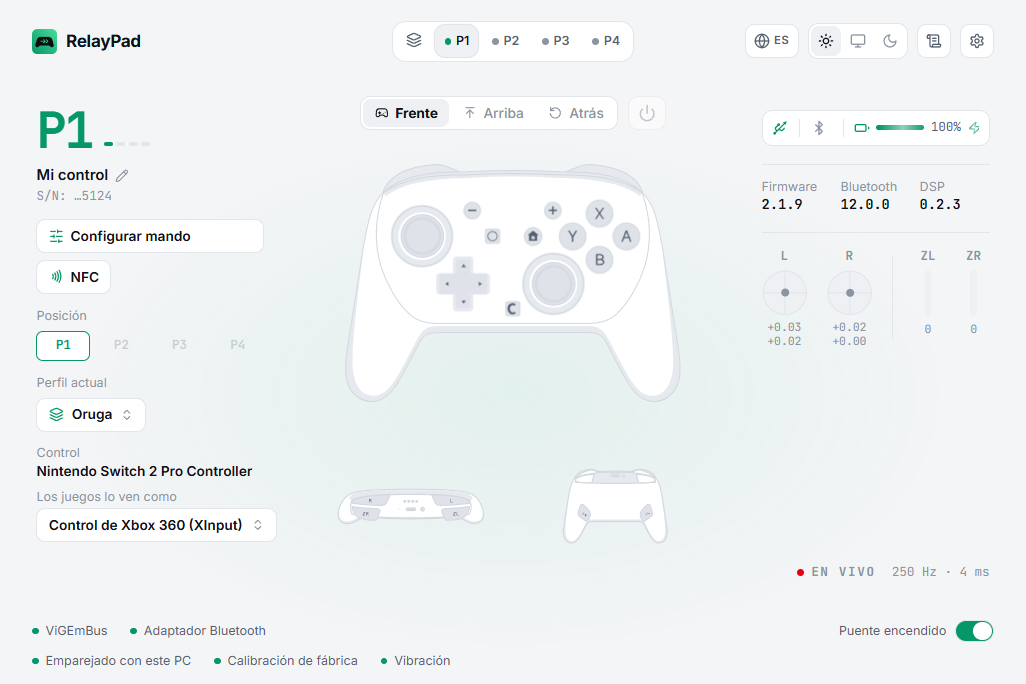 RelayPad
P1 P2 P3 P4
ES
P1
Frente Arriba Atrás
100%
Mi control
S/N: …5124
Firmware Bluetooth DSP
2.1.9 12.0.0 0.2.3
Configurar mando
NFC
X
Y A
B
C
L R ZL ZR
+0.03 +0.02 0 0
+0.02 +0.00
Posición
P1 P2 P3 P4
Perfil actual
Oruga
Control
Nintendo Switch 2 Pro Controller
Los juegos lo ven como
Control de Xbox 360 (XInput)
R L
ZR ZL
EN VIVO 250 Hz · 4 ms
ViGEmBus Adaptador Bluetooth
Puente encendido
Emparejado con este PC Calibración de fábrica Vibración